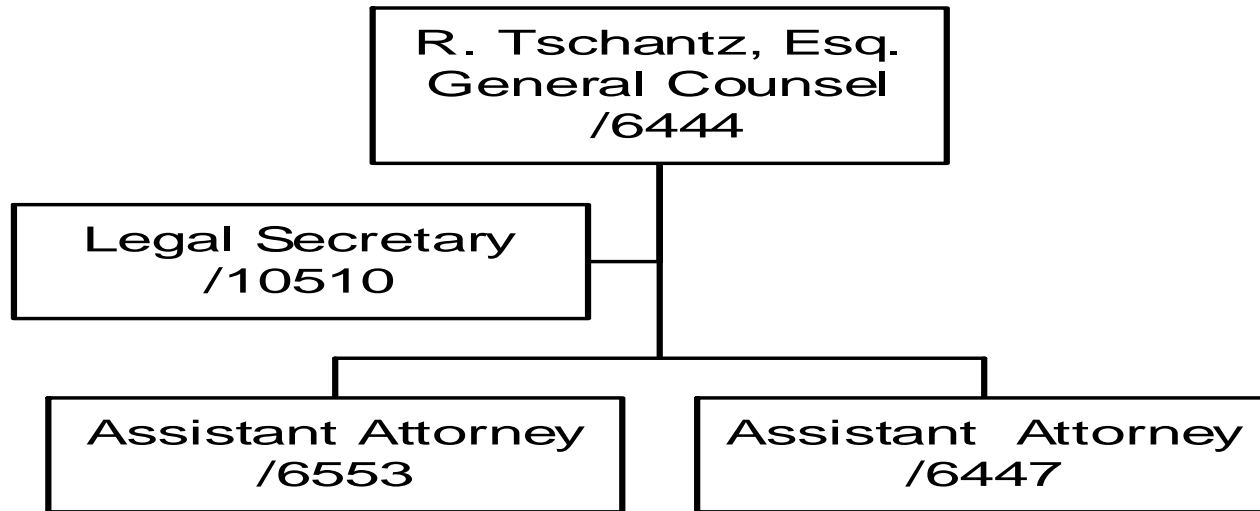 R. Tschantz, Esq.
General Counsel
/6444
Legal Secretary
/10510
Assistant Attorney
/6553
Assistant Attorney
/6447